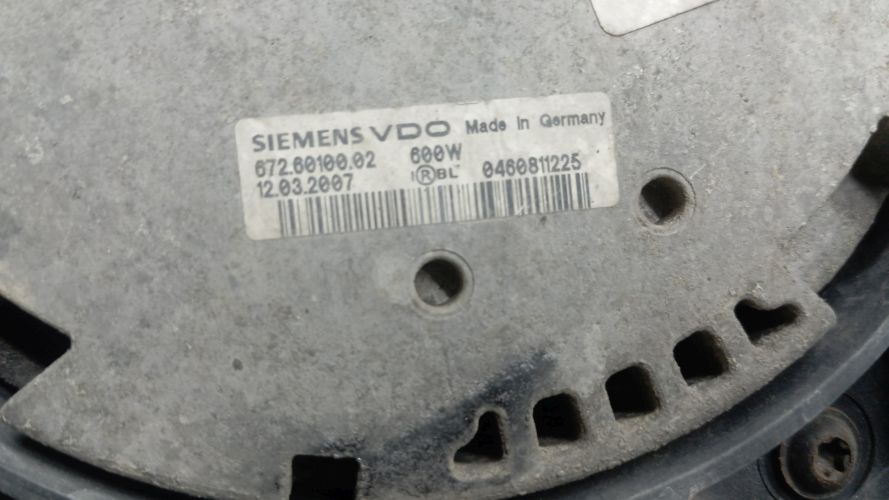 SIEMENS VDO Made in Germany
672.60100.02 600W
12.03.2007 I®BL 0460811225